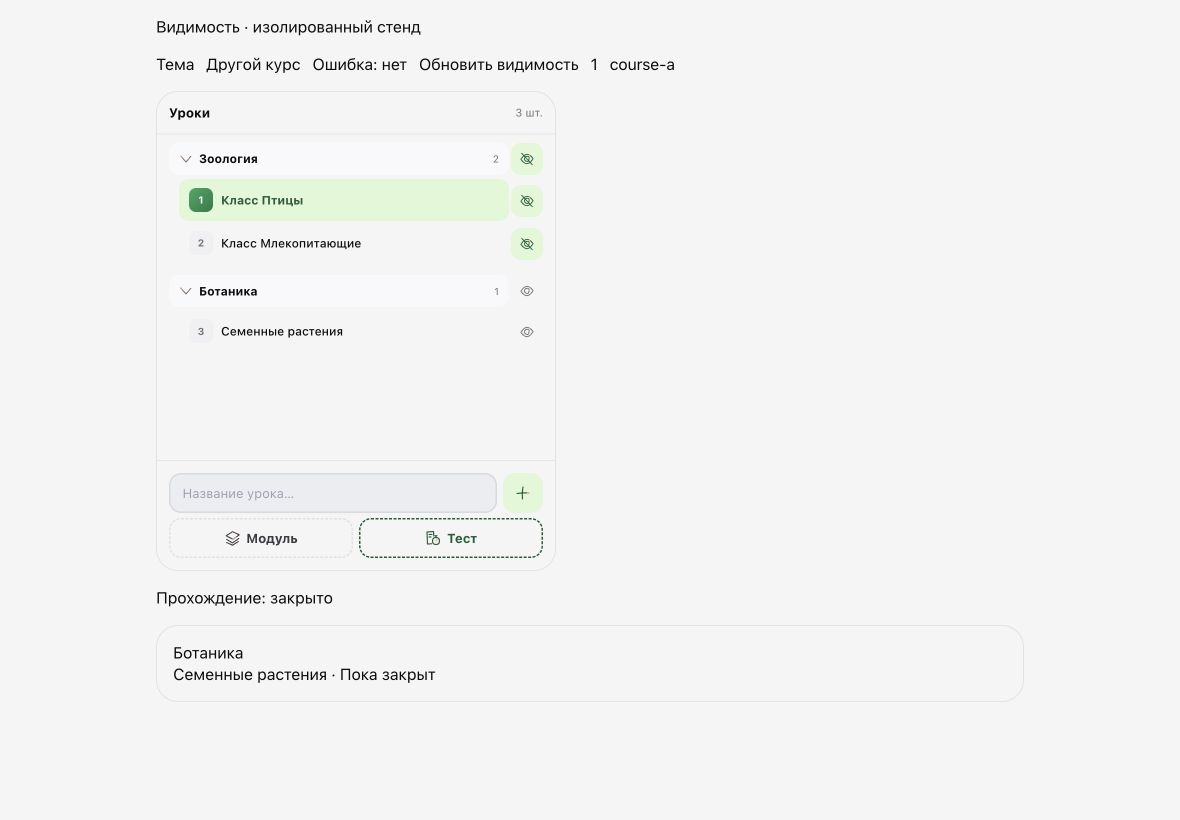 Видимость · изолированный стенд
Тема Другой курс Ошибка: нет Обновить видимость 1 course-a
Уроки 3 шт.
Зоология 2
1 Класс Птицы
2 Класс Млекопитающие
Ботаника 1
3 Семенные растения
Название урока...
Модуль Тест
Прохождение: закрыто
Ботаника
Семенные растения · Пока закрыт